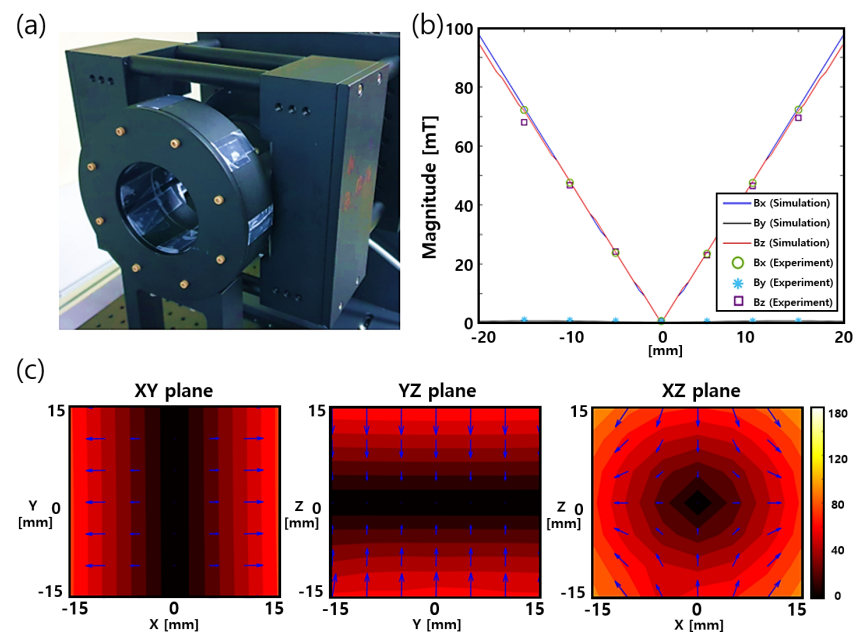 (a)
(b)
100
80
60
40
20
0
Magnitude [mT]
Bx (Simulation)
By (Simulation)
Bz (Simulation)
Bx (Experiment)
By (Experiment)
Bz (Experiment)
-20
-10
0
10
20
[mm]
(c)
XY plane
YZ plane
XZ plane
15
Y
0
[mm]
-15
-15
0
15
X [mm]
15
Z
0
[mm]
-15
-15
0
15
Y [mm]
15
Z
0
[mm]
-15
-15
0
15
X [mm]
180
120
80
40
0